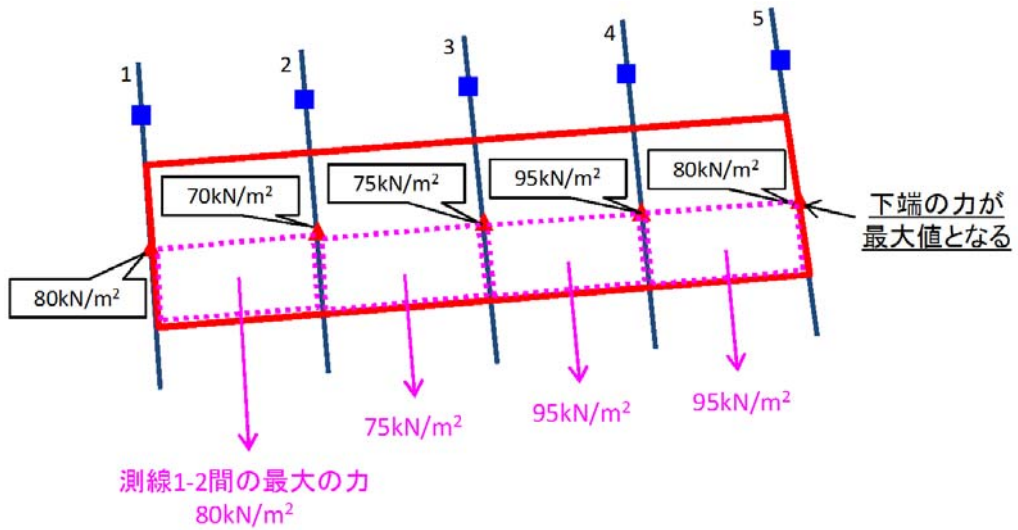 1
2
3
4
5
70kN/m²
75kN/m²
95kN/m²
80kN/m²
80kN/m²
下端の力が
最大値となる
75kN/m²
95kN/m²
95kN/m²
測線1-2間の最大の力
80kN/m²